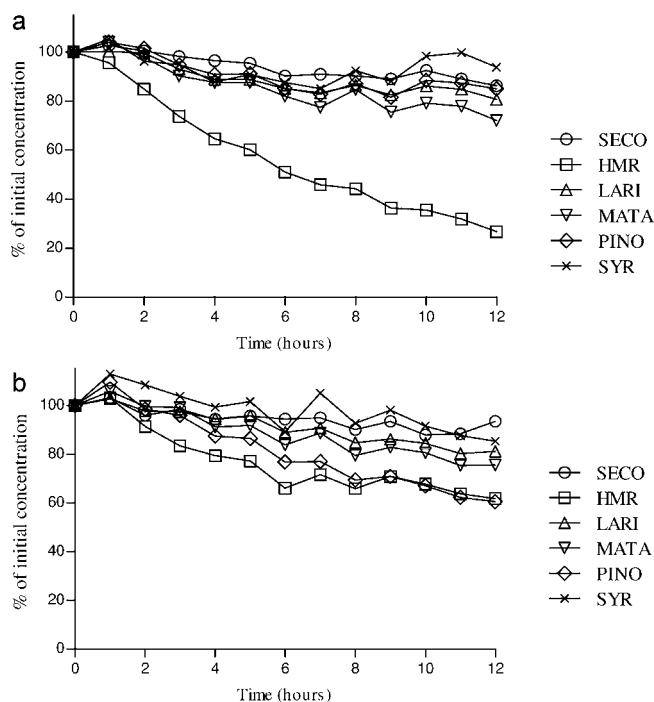 a
% of initial concentration
100
80
60
40
20
0
0 2 4 6 8 10 12
Time (hours)
SECO
HMR
LARI
MATA
PINO
SYR
b
% of initial concentration
100
80
60
40
20
0
0 2 4 6 8 10 12
Time (hours)
SECO
HMR
LARI
MATA
PINO
SYR